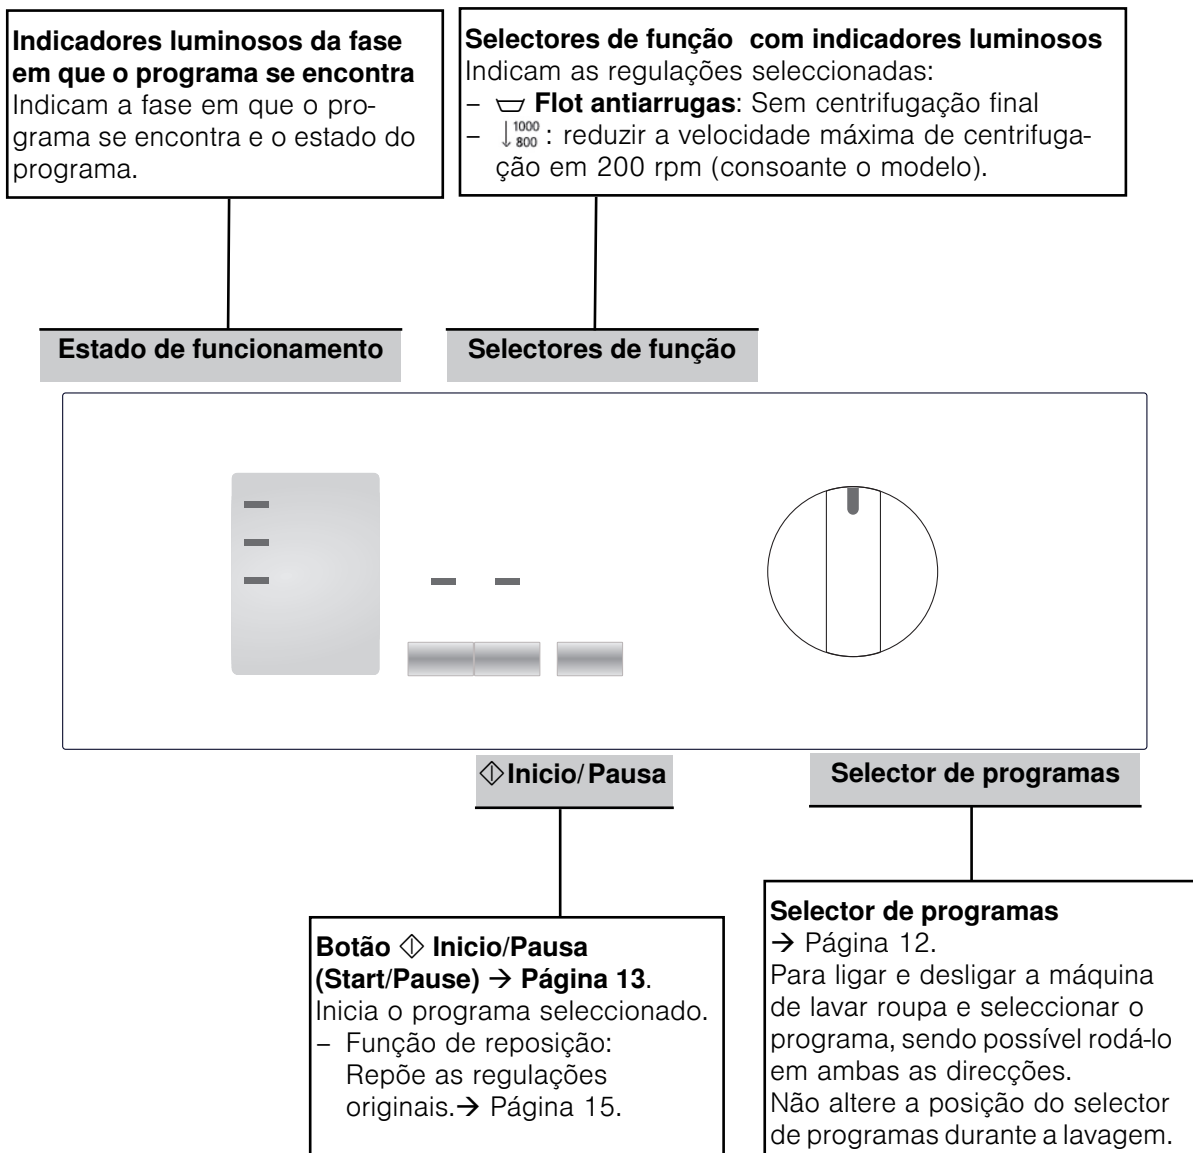 Indicadores luminosos da fase
em que o programa se encontra
Indicam a fase em que o pro-
grama se encontra e o estado do
programa.
Selectores de função com indicadores luminosos
Indicam as regulações seleccionadas:
– Flot antiarrugas: Sem centrifugação final
– ↓ 1000 800 : reduzir a velocidade máxima de centrifuga-
ção em 200 rpm (consoante o modelo).
Estado de funcionamento
Selectores de função
Inicio/Pausa
Selector de programas
Botão Inicio/Pausa
(Start/Pause) → Página 13.
Inicia o programa seleccionado.
– Função de reposição:
Repõe as regulações
originais.→ Página 15.
Selector de programas
→ Página 12.
Para ligar e desligar a máquina
de lavar roupa e seleccionar o
programa, sendo possível rodá-lo
em ambas as direcções.
Não altere a posição do selector
de programas durante a lavagem.